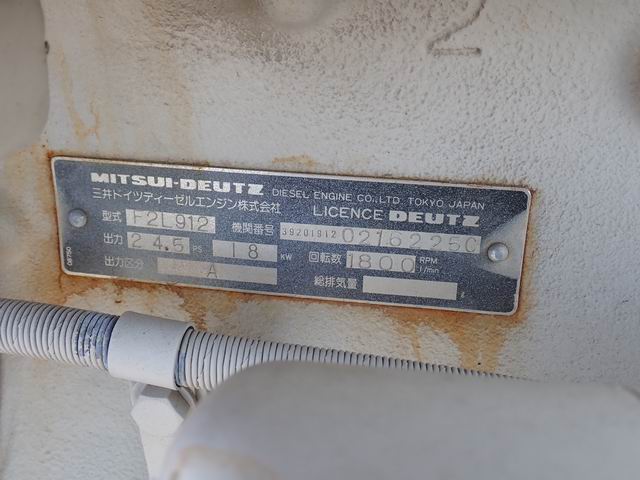 2
MITSUI-DEUTZ DIESEL ENGINE CO., LTD. TOKYO JAPAN
三井ドイツディーゼルエンジン株式会社 LICENCE DEUTZ
型式 F2L912 機関番号 39201912 02162250
出力 24.5 PS 18 KW 回転数 1800 RPM 1/min
出力区分 A 総排気量 ℓ